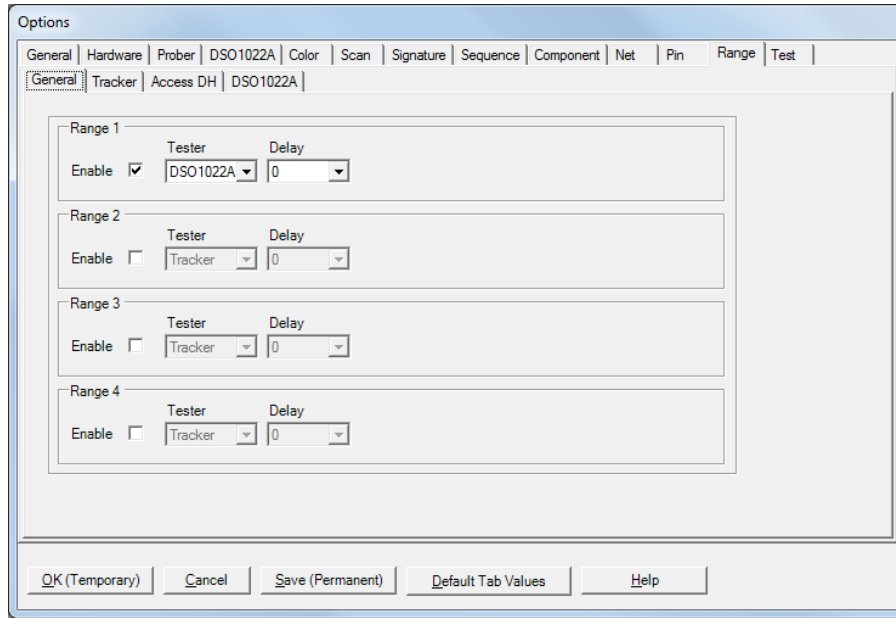 Options
General Hardware Prober DSO1022A Color Scan Signature Sequence Component Net Pin Range Test
General Tracker Access DH DSO1022A
Range 1
Tester Delay
Enable DSO1022A 0
Range 2
Tester Delay
Enable Tracker 0
Range 3
Tester Delay
Enable Tracker 0
Range 4
Tester Delay
Enable Tracker 0
OK (Temporary) Cancel Save (Permanent) Default Tab Values Help